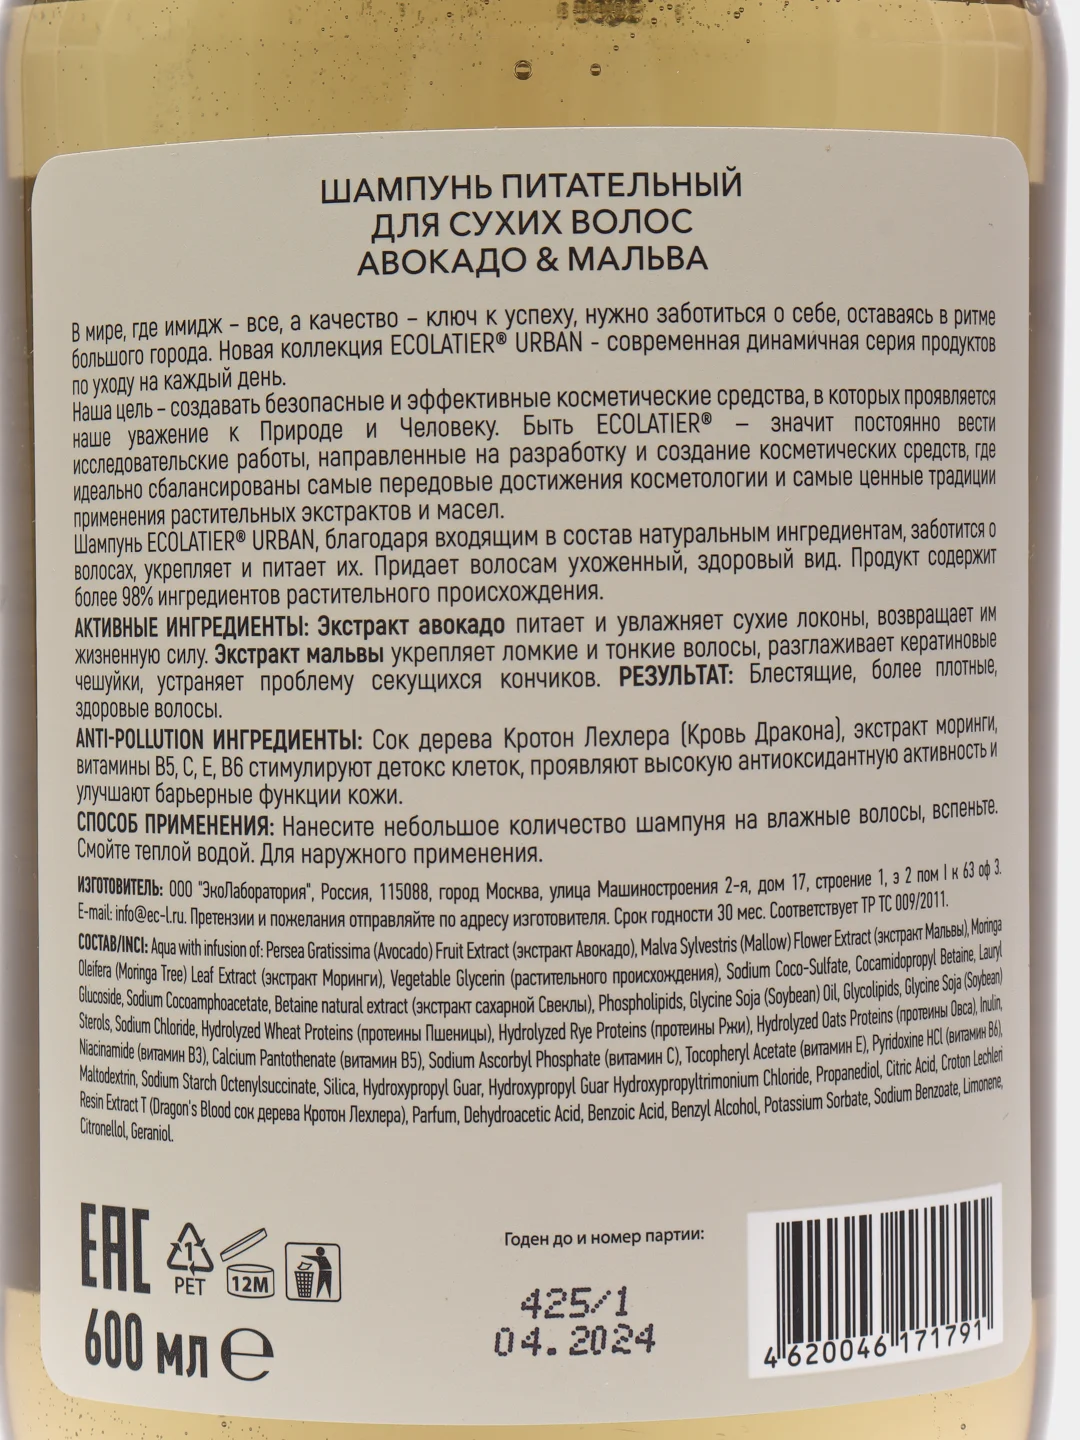 ШАМПУНЬ ПИТАТЕЛЬНЫЙ
ДЛЯ СУХИХ ВОЛОС
АВОКАДО & МАЛЬВА
В мире, где имидж – все, а качество – ключ к успеху, нужно заботиться о себе, оставаясь в ритме
большого города. Новая коллекция ECOLATIER® URBAN - современная динамичная серия продуктов
по уходу на каждый день.
Наша цель – создавать безопасные и эффективные косметические средства, в которых проявляется
наше уважение к Природе и Человеку. Быть ECOLATIER® – значит постоянно вести
исследовательские работы, направленные на разработку и создание косметических средств, где
идеально сбалансированы самые передовые достижения косметологии и самые ценные традиции
применения растительных экстрактов и масел.
Шампунь ECOLATIER® URBAN, благодаря входящим в состав натуральным ингредиентам, заботится о
волосах, укрепляет и питает их. Придает волосам ухоженный, здоровый вид. Продукт содержит
более 98% ингредиентов растительного происхождения.
АКТИВНЫЕ ИНГРЕДИЕНТЫ: Экстракт авокадо питает и увлажняет сухие локоны, возвращает им
жизненную силу. Экстракт мальвы укрепляет ломкие и тонкие волосы, разглаживает кератиновые
чешуйки, устраняет проблему секущихся кончиков. РЕЗУЛЬТАТ: Блестящие, более плотные,
здоровые волосы.
ANTI-POLLUTION ИНГРЕДИЕНТЫ: Сок дерева Кротон Лехлера (Кровь Дракона), экстракт моринги,
витамины B5, C, E, B6 стимулируют детокс клеток, проявляют высокую антиоксидантную активность и
улучшают барьерные функции кожи.
СПОСОБ ПРИМЕНЕНИЯ: Нанесите небольшое количество шампуня на влажные волосы, вспеньте.
Смойте теплой водой. Для наружного применения.
ИЗГОТОВИТЕЛЬ: ООО "ЭкоЛаборатория", Россия, 115088, город Москва, улица Машиностроения 2-я, дом 17, строение 1, э 2 пом I к 63 оф 3.
E-mail: info@ec-l.ru. Претензии и пожелания отправляйте по адресу изготовителя. Срок годности 30 мес. Соответствует ТР ТС 009/2011.
СОСТАВ/INCI: Aqua with infusion of: Persea Gratissima (Avocado) Fruit Extract (экстракт Авокадо), Malva Sylvestris (Mallow) Flower Extract (экстракт Мальвы), Moringa
Oleifera (Moringa Tree) Leaf Extract (экстракт Моринги), Vegetable Glycerin (растительного происхождения), Sodium Coco-Sulfate, Cocamidopropyl Betaine, Lauryl
Glucoside, Sodium Cocoamphoacetate, Betaine natural extract (экстракт сахарной Свеклы), Phospholipids, Glycine Soja (Soybean) Oil, Glycolipids, Glycine Soja (Soybean)
Sterols, Sodium Chloride, Hydrolyzed Wheat Proteins (протеины Пшеницы), Hydrolyzed Rye Proteins (протеины Ржи), Hydrolyzed Oats Proteins (протеины Овса), Inulin,
Niacinamide (витамин B3), Calcium Pantothenate (витамин B5), Sodium Ascorbyl Phosphate (витамин C), Tocopheryl Acetate (витамин E), Pyridoxine HCl (витамин B6),
Maltodextrin, Sodium Starch Octenylsuccinate, Silica, Hydroxypropyl Guar, Hydroxypropyl Guar Hydroxypropyltrimonium Chloride, Propanediol, Citric Acid, Croton Lechleri
Resin Extract T (Dragon's Blood сок дерева Кротон Лехлера), Parfum, Dehydroacetic Acid, Benzoic Acid, Benzyl Alcohol, Potassium Sorbate, Sodium Benzoate, Limonene,
Citronellol, Geraniol.
ЕАС
1
PET
12M
600 мл ℮
Годен до и номер партии:
425/1
04.2024
4 620046 171791